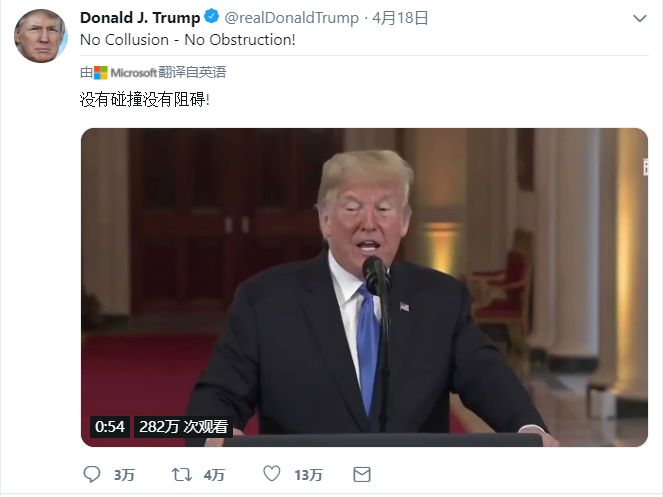 Donald J. Trump @realDonaldTrump · 4月18日
No Collusion - No Obstruction!
由 Microsoft 翻译自英语
没有碰撞没有阻碍!
0:54 282万 次观看
3万 4万 13万